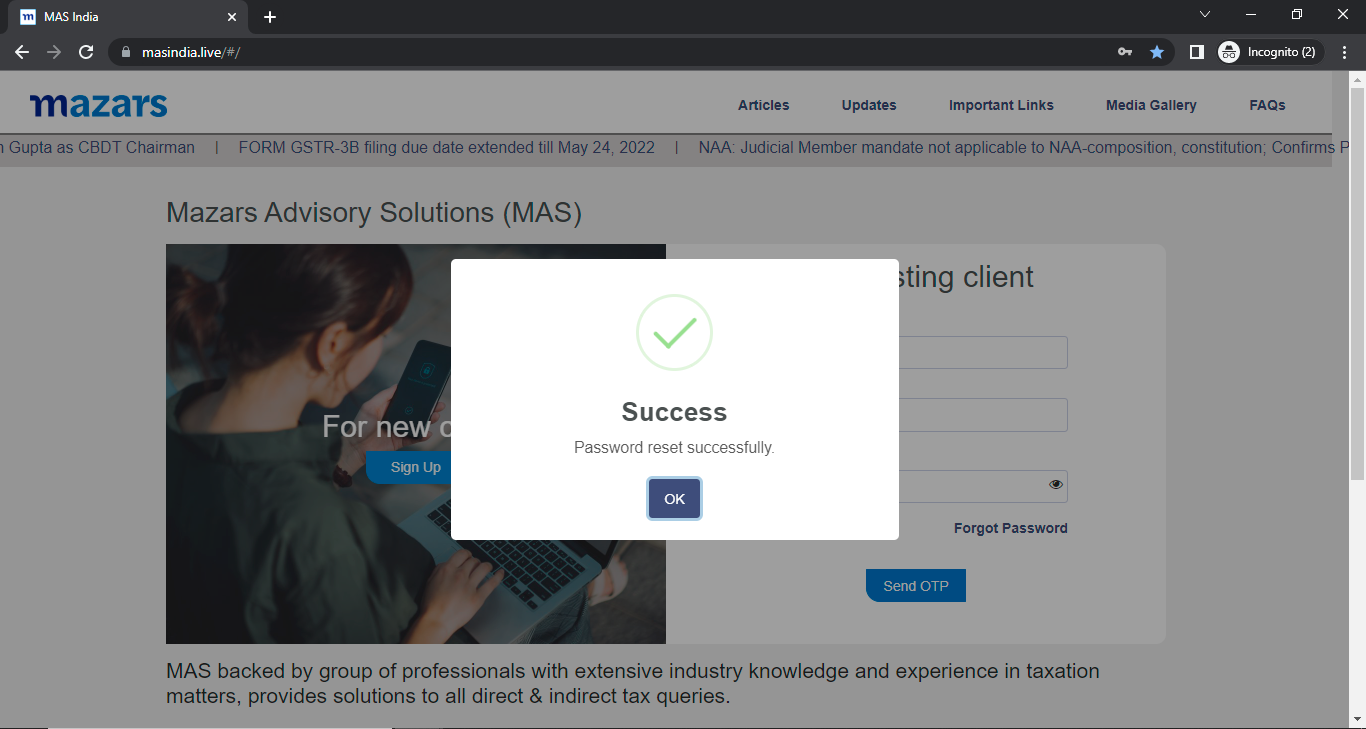 MAS India
masindia.live/#/
Incognito (2)
mazars
Articles Updates Important Links Media Gallery FAQs
Gupta as CBDT Chairman | FORM GSTR-3B filing due date extended till May 24, 2022 | NAA: Judicial Member mandate not applicable to NAA-composition, constitution; Confirms
Mazars Advisory Solutions (MAS)
sting client
For new
Sign Up
Success
Password reset successfully.
OK
Forgot Password
Send OTP
MAS backed by group of professionals with extensive industry knowledge and experience in taxation
matters, provides solutions to all direct & indirect tax queries.